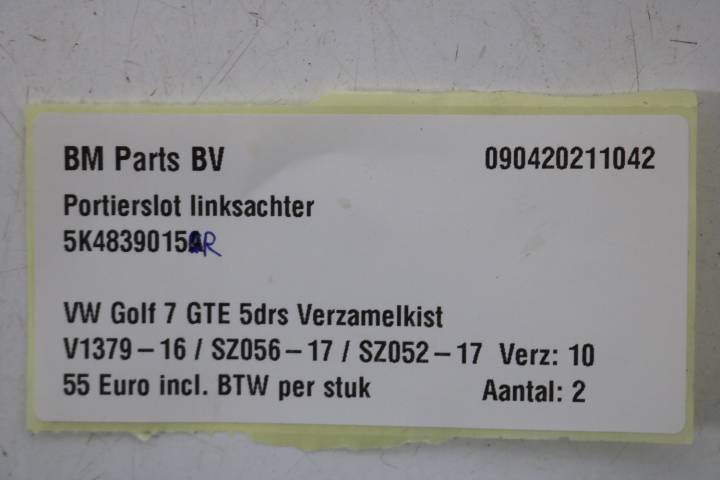 BM Parts BV 090420211042
Portierslot linksachter
5K4839015R
VW Golf 7 GTE 5drs Verzamelkist
V1379-16 / SZ056-17 / SZ052-17 Verz: 10
55 Euro incl. BTW per stuk Aantal: 2